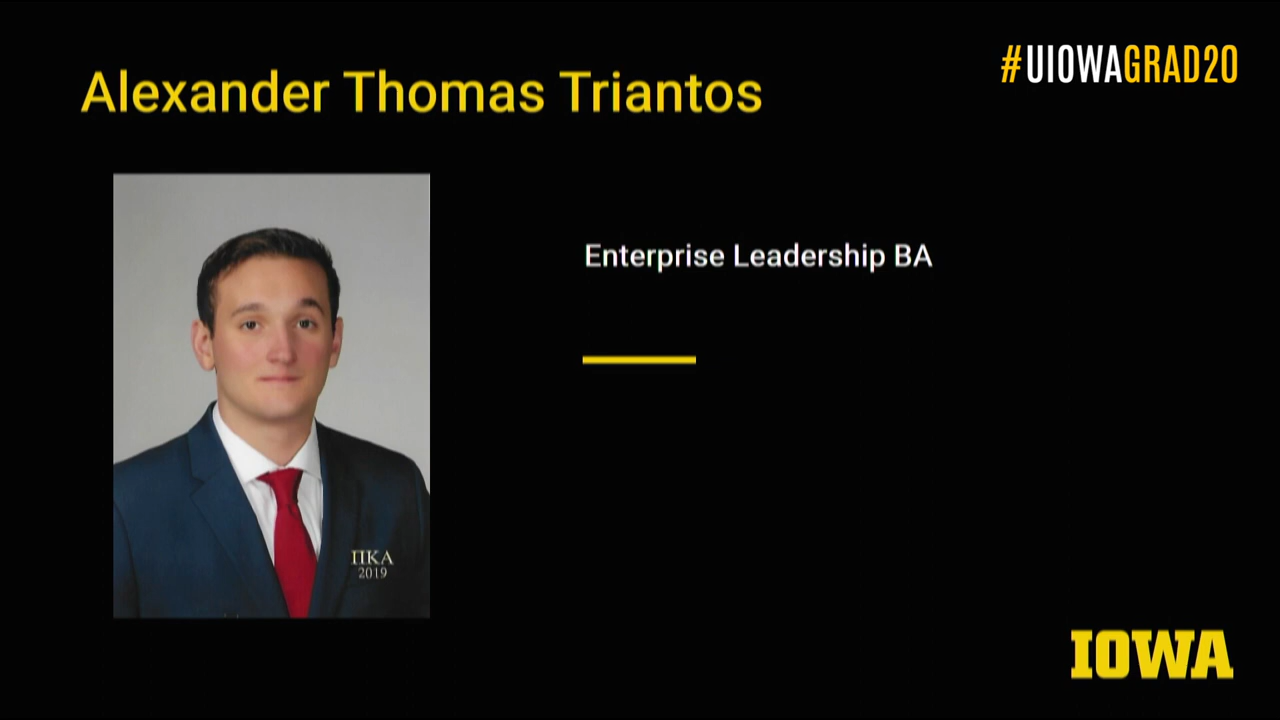 #UIOWAGRAD20
Alexander Thomas Triantos
Enterprise Leadership BA
ΠΚΑ
2019
IOWA